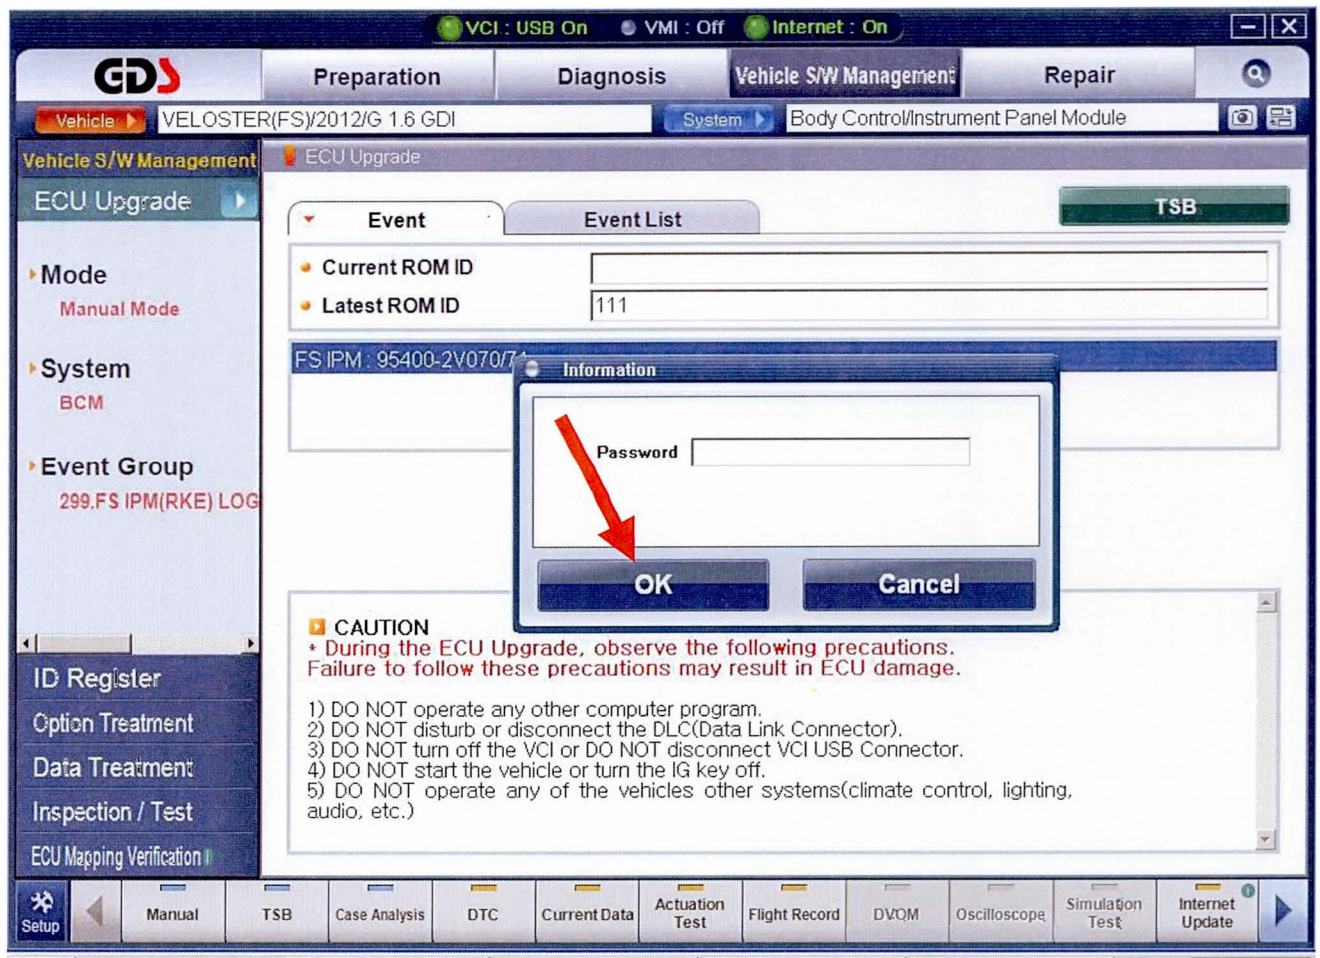 VCI : USB On VMI : Off Internet : On
GDS Preparation Diagnosis Vehicle S/W Management Repair
Vehicle VELOSTER(FS)/2012/G 1.6 GDI System Body Control/Instrument Panel Module
Vehicle S/W Management
ECU Upgrade
ECU Upgrade
TSB
Event Event List
Current ROM ID
Latest ROM ID 111
Mode
Manual Mode
System
BCM
Event Group
299.FS IPM(RKE) LOG
FS IPM : 95400-2V070/71
Information
Password
OK Cancel
CAUTION
* During the ECU Upgrade, observe the following precautions.
Failure to follow these precautions may result in ECU damage.
1) DO NOT operate any other computer program.
2) DO NOT disturb or disconnect the DLC(Data Link Connector).
3) DO NOT turn off the VCI or DO NOT disconnect VCI USB Connector.
4) DO NOT start the vehicle or turn the IG key off.
5) DO NOT operate any of the vehicles other systems(climate control, lighting,
audio, etc.)
ID Register
Option Treatment
Data Treatment
Inspection / Test
ECU Mapping Verification
Setup Manual TSB Case Analysis DTC Current Data Actuation Test Flight Record DVOM Oscilloscope Simulation Test Internet Update